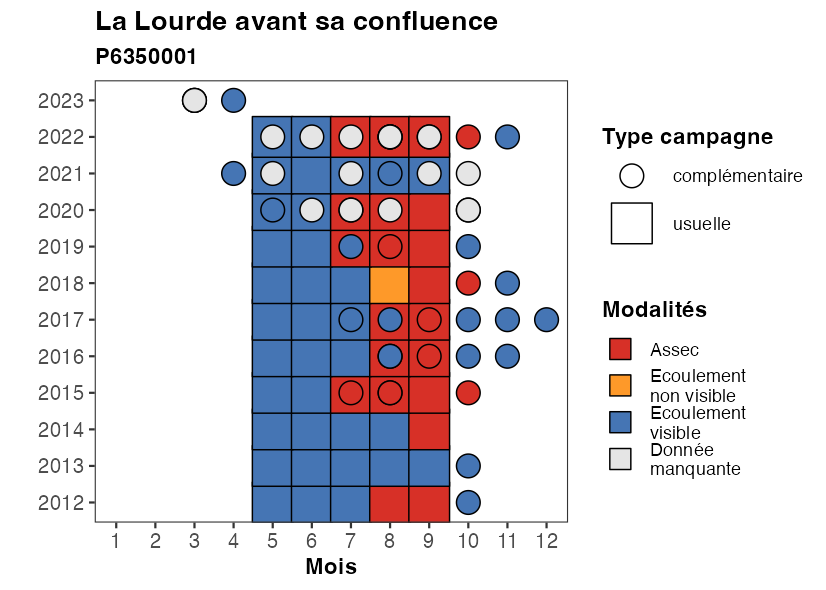 La Lourde avant sa confluence
P6350001
2023
2022
2021
2020
2019
2018
2017
2016
2015
2014
2013
2012
1 2 3 4 5 6 7 8 9 10 11 12
Mois
Type campagne
complémentaire
usuelle
Modalités
Assec
Ecoulement
non visible
Ecoulement
visible
Donnée
manquante